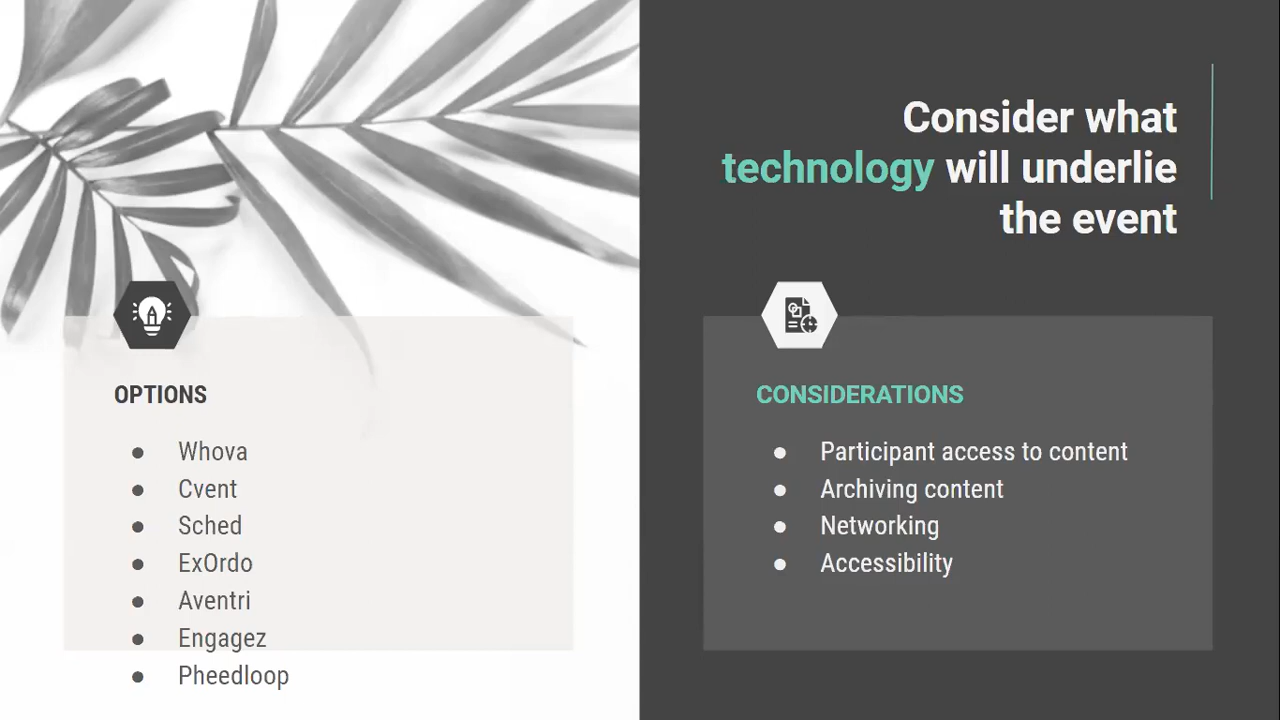 Consider what
technology will underlie
the event
OPTIONS
● Whova
● Cvent
● Sched
● ExOrdo
● Aventri
● Engagez
● Pheedloop
CONSIDERATIONS
● Participant access to content
● Archiving content
● Networking
● Accessibility